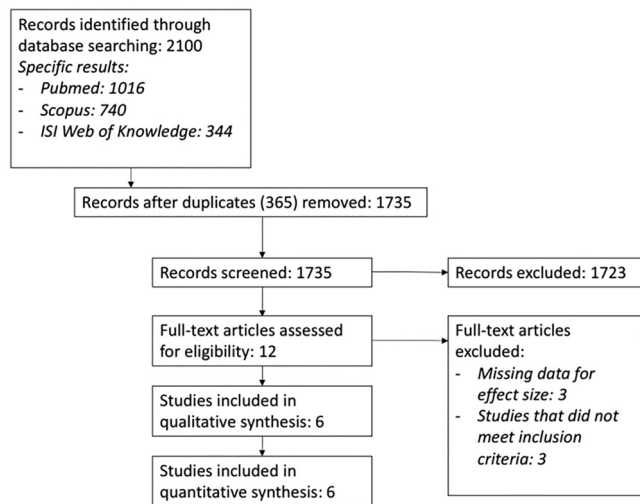 Records identified through
database searching: 2100
Specific results:
- Pubmed: 1016
- Scopus: 740
- ISI Web of Knowledge: 344
Records after duplicates (365) removed: 1735
Records screened: 1735
Records excluded: 1723
Full-text articles assessed
for eligibility: 12
Full-text articles
excluded:
- Missing data for
effect size: 3
- Studies that did not
meet inclusion
criteria: 3
Studies included in
qualitative synthesis: 6
Studies included in
quantitative synthesis: 6